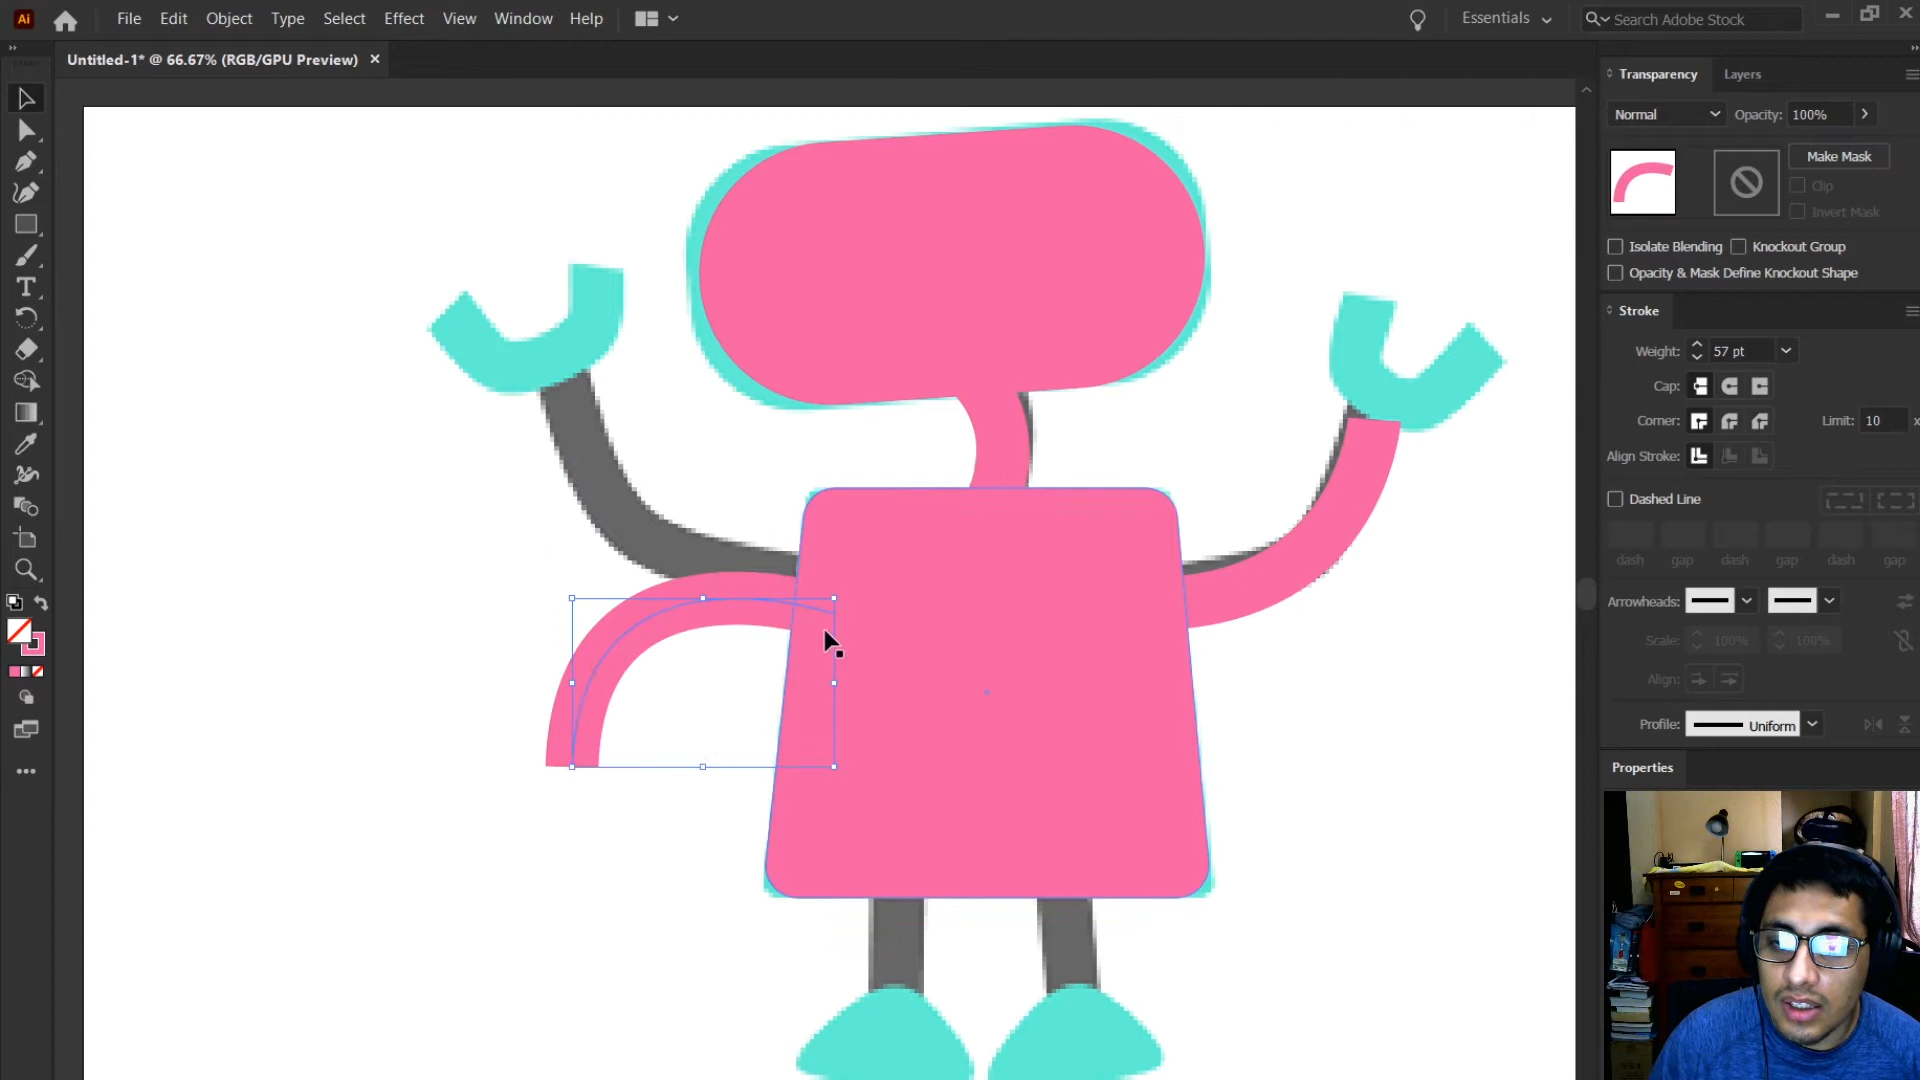 Ai File Edit Object Type Select Effect View Window Help Essentials Search Adobe Stock
Untitled-1* @ 66.67% (RGB/GPU Preview) ×
Transparency Layers
Normal Opacity: 100%
Make Mask
Clip
Invert Mask
Isolate Blending Knockout Group
Opacity & Mask Define Knockout Shape
Stroke
Weight: 57 pt
Cap:
Corner: Limit: 10 x
Align Stroke:
Dashed Line
dash gap dash gap dash gap
Arrowheads:
Scale: 100% 100%
Align:
Profile: Uniform
Properties